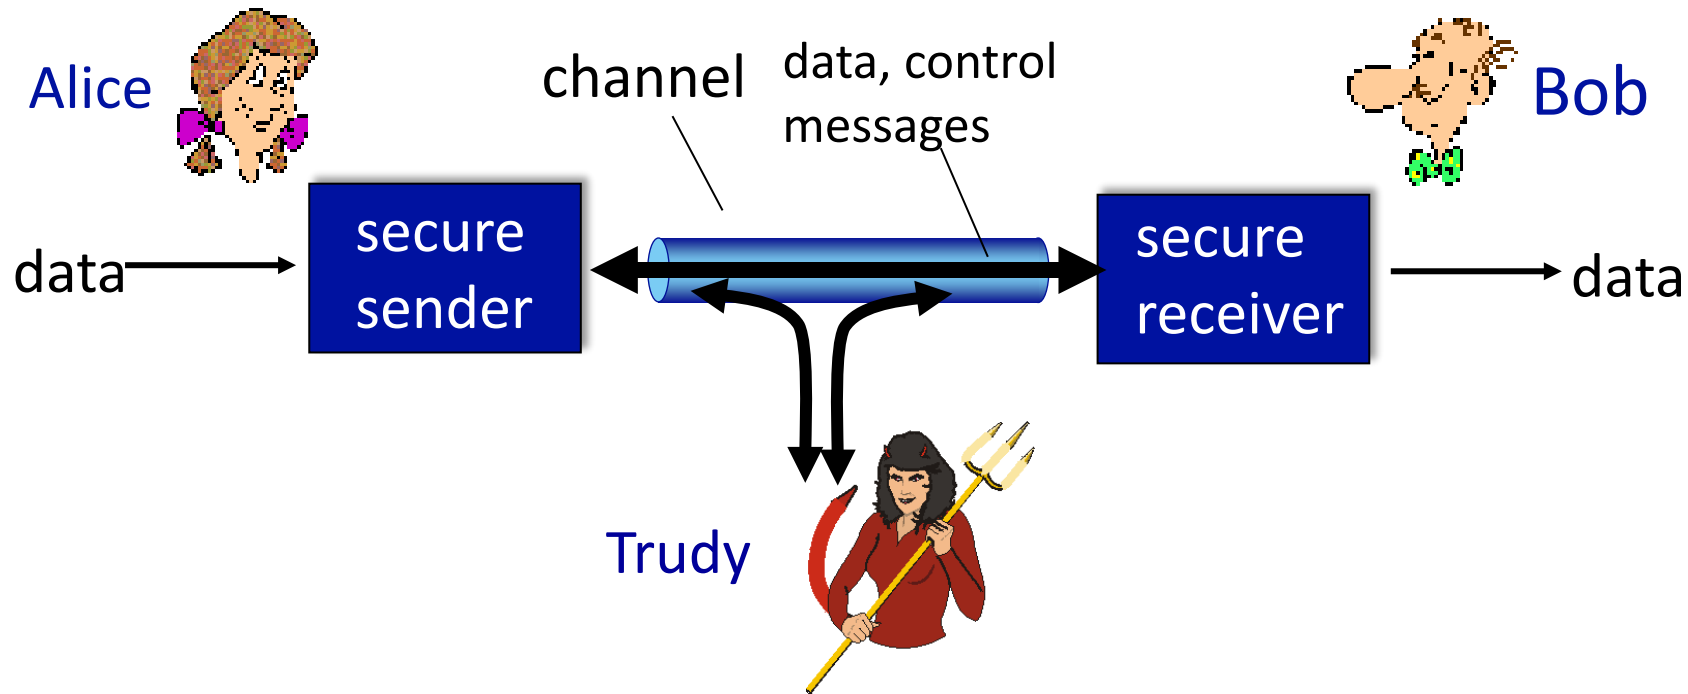 Alice
channel
data, control
messages
Bob
data
secure
sender
secure
receiver
data
Trudy